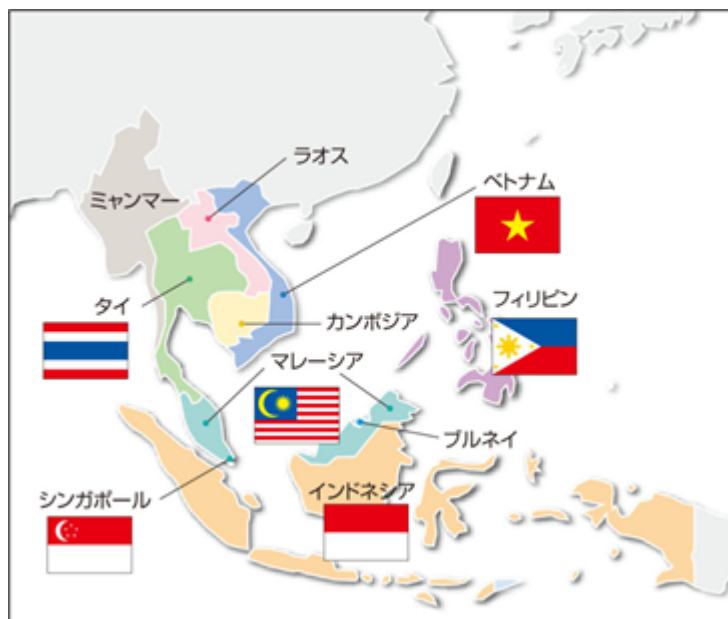 ラオス
ベトナム
ミャンマー
フィリピン
タイ
カンボジア
マレーシア
ブルネイ
シンガポール
インドネシア